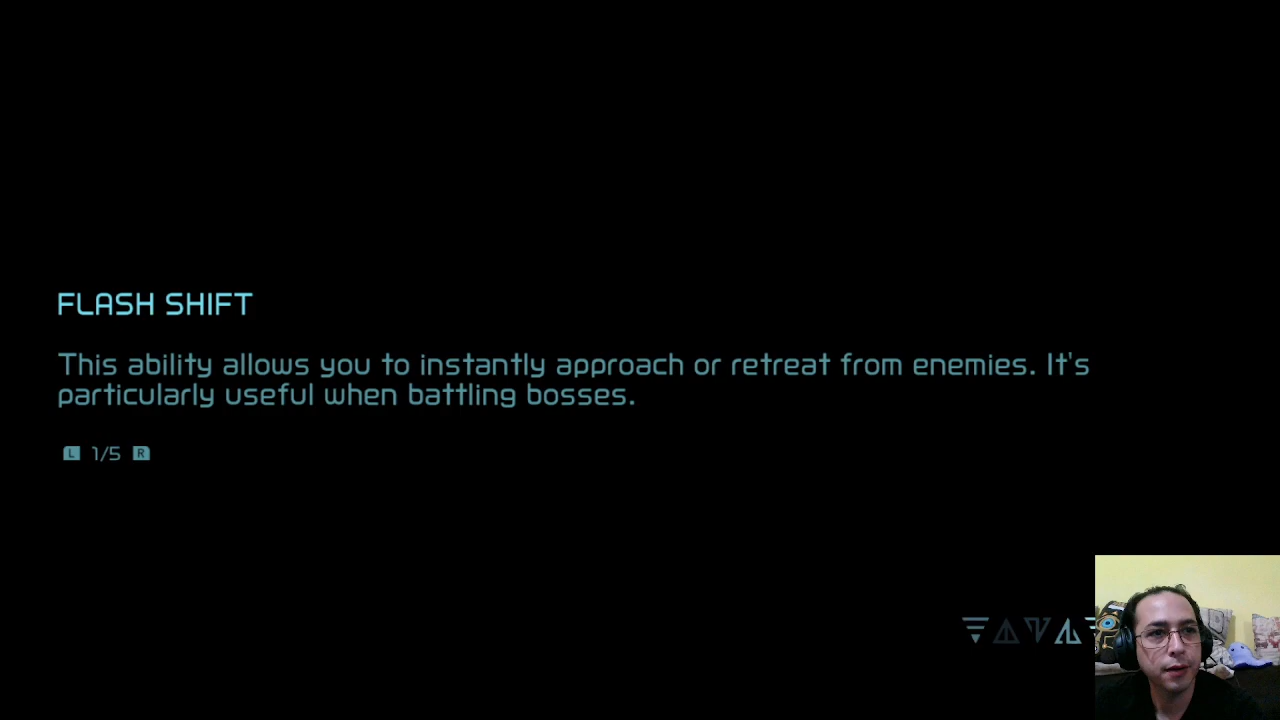 FLASH SHIFT
This ability allows you to instantly approach or retreat from enemies. It's
particularly useful when battling bosses.
L 1/5 R